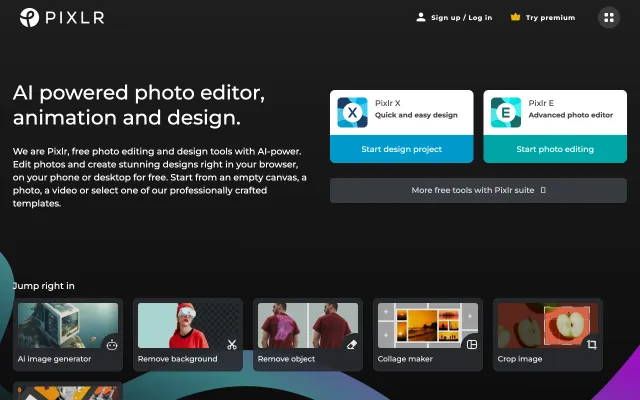 PIXLR
Sign up / Log in
Try premium
AI powered photo editor,
animation and design.
We are Pixlr, free photo editing and design tools with AI-power.
Edit photos and create stunning designs right in your browser,
on your phone or desktop for free. Start from an empty canvas, a
photo, a video or select one of our professionally crafted
templates.
X
Pixlr X
Quick and easy design
Start design project
E
Pixlr E
Advanced photo editor
Start photo editing
More free tools with Pixlr suite
Jump right in
Ai image generator
Remove background
Remove object
Collage maker
Crop image